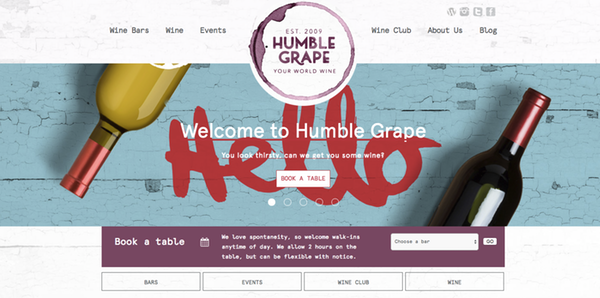 Wine Bars
Wine
Events
EST. 2009
HUMBLE
GRAPE
YOUR WORLD WINE
Wine Club
About Us
Blog
Hello
Welcome to Humble Grape
You look thirsty, can we get you some wine?
BOOK A TABLE
Book a table
We love spontaneity, so welcome walk-ins
anytime of day. We allow 2 hours on the
table, but can be flexible with notice.
Choose a bar
GO
BARS
EVENTS
WINE CLUB
WINE